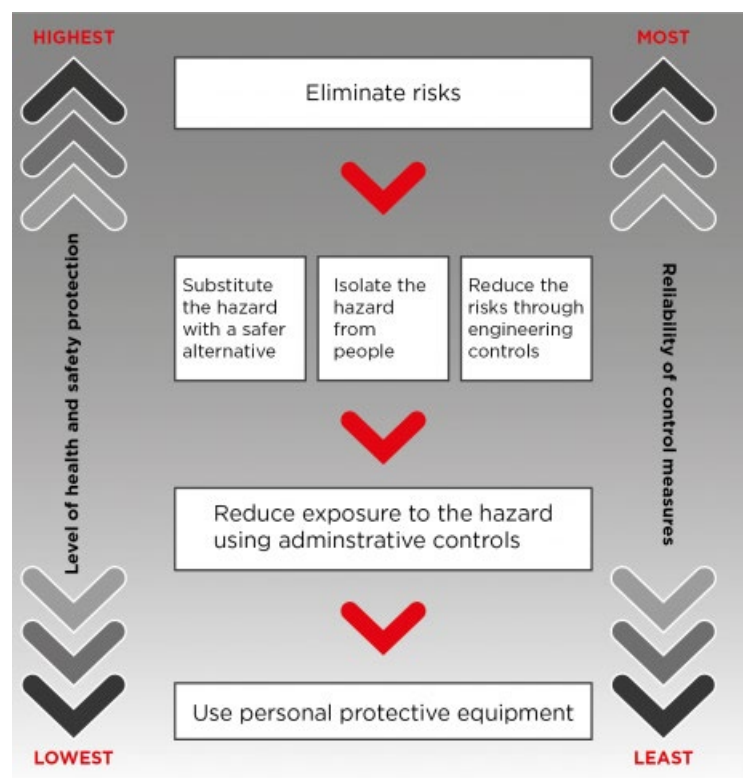 HIGHEST
MOST
Eliminate risks
Substitute
the hazard
with a safer
alternative
Isolate the
hazard
from
people
Reduce the
risks through
engineering
controls
Level of health and safety protection
Reliability of control measures
Reduce exposure to the hazard
using adminstrative controls
Use personal protective equipment
LOWEST
LEAST